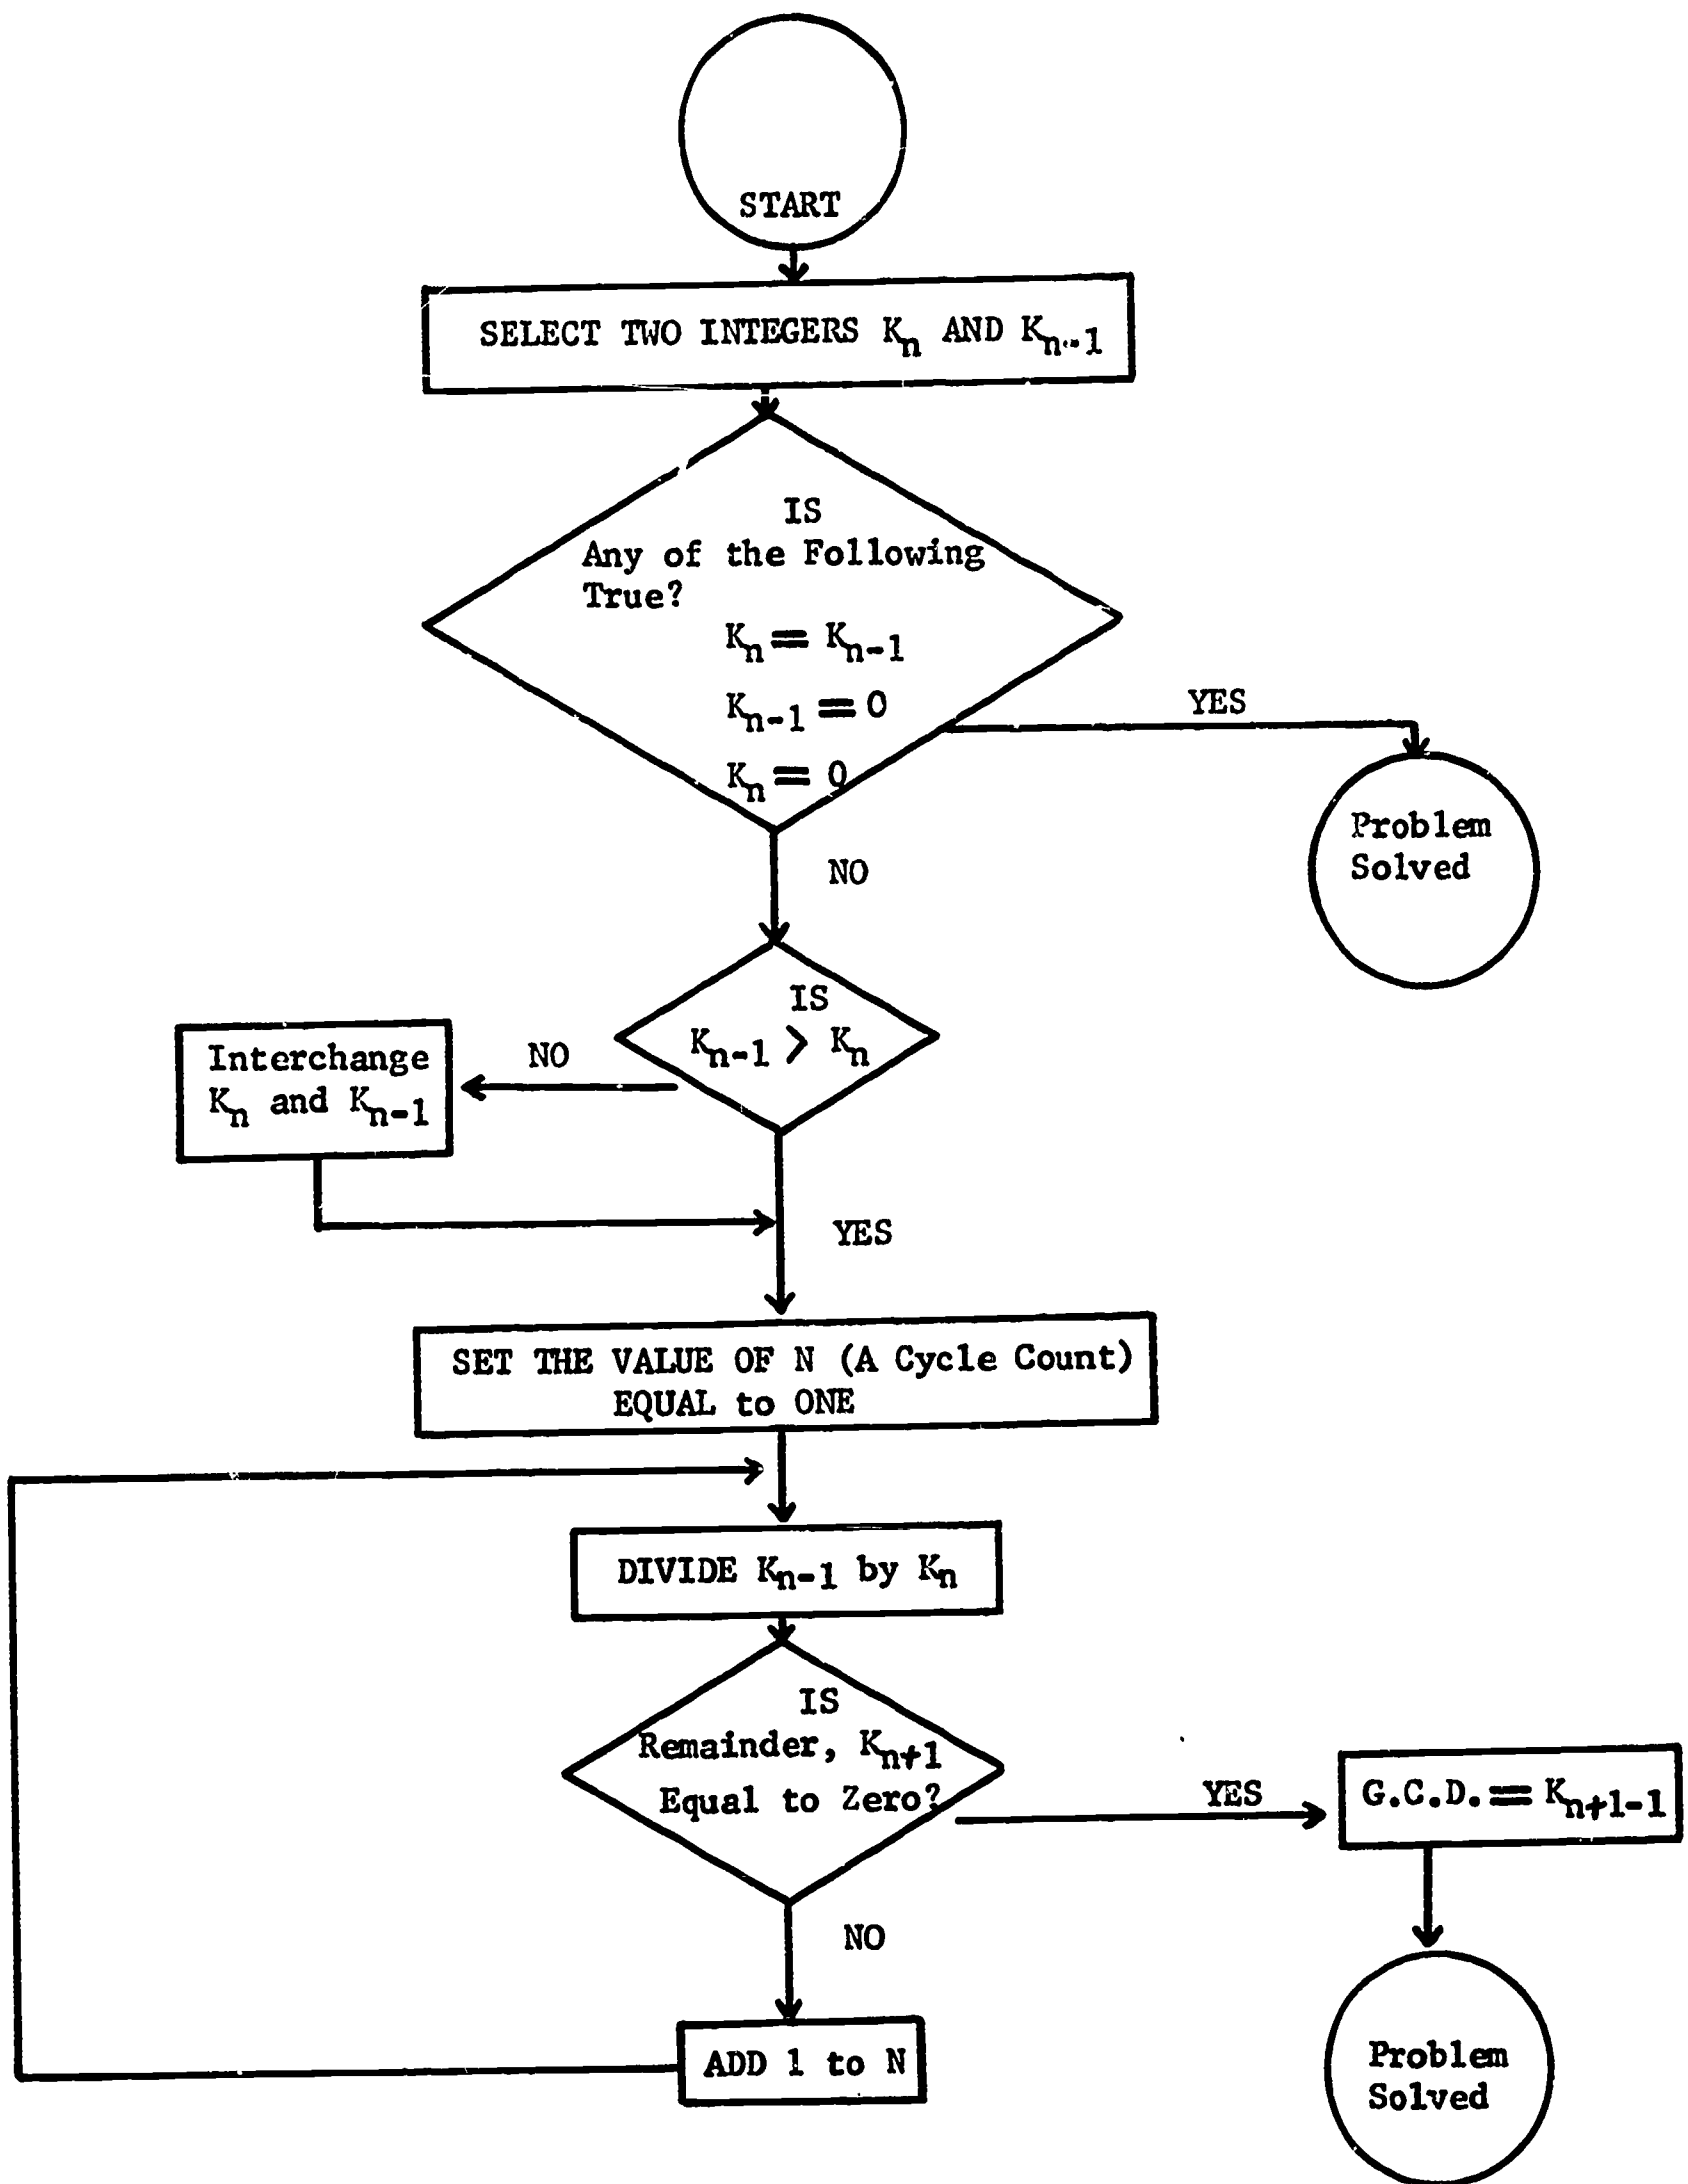 START
SELECT TWO INTEGERS Kn AND Kn-1
IS
Any of the Following
True?
Kn = Kn-1
Kn-1 = 0
Kn = 0
YES
Problem
Solved
NO
IS
Kn-1 > Kn
NO
Interchange
Kn and Kn-1
YES
SET THE VALUE OF N (A Cycle Count)
EQUAL to ONE
DIVIDE Kn-1 by Kn
IS
Remainder, Kn+1
Equal to Zero?
YES
G.C.D. = Kn+1-1
NO
ADD 1 to N
Problem
Solved